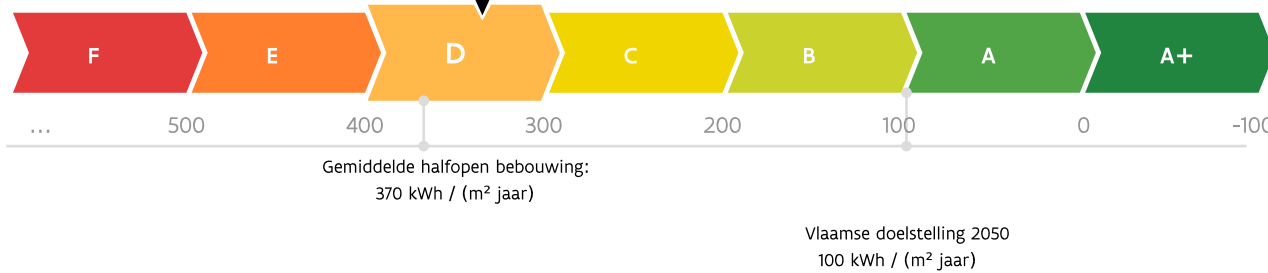 F E D C B A A+
... 500 400 300 200 100 0 -100
Gemiddelde halfopen bebouwing:
370 kWh / (m² jaar)
Vlaamse doelstelling 2050
100 kWh / (m² jaar)